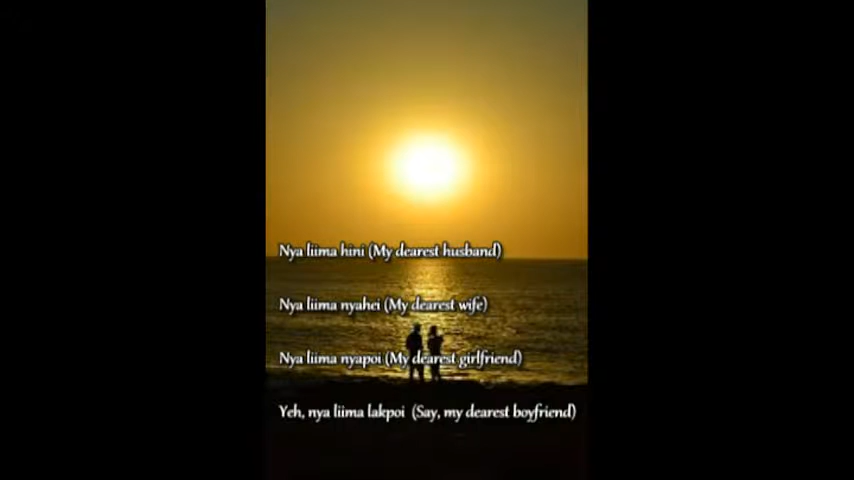 Nya liima hini (My dearest husband)
Nya liima nyahei (My dearest wife)
Nya liima nyapoi (My dearest girlfriend)
Yeh, nya liima lakpoi (Say, my dearest boyfriend)